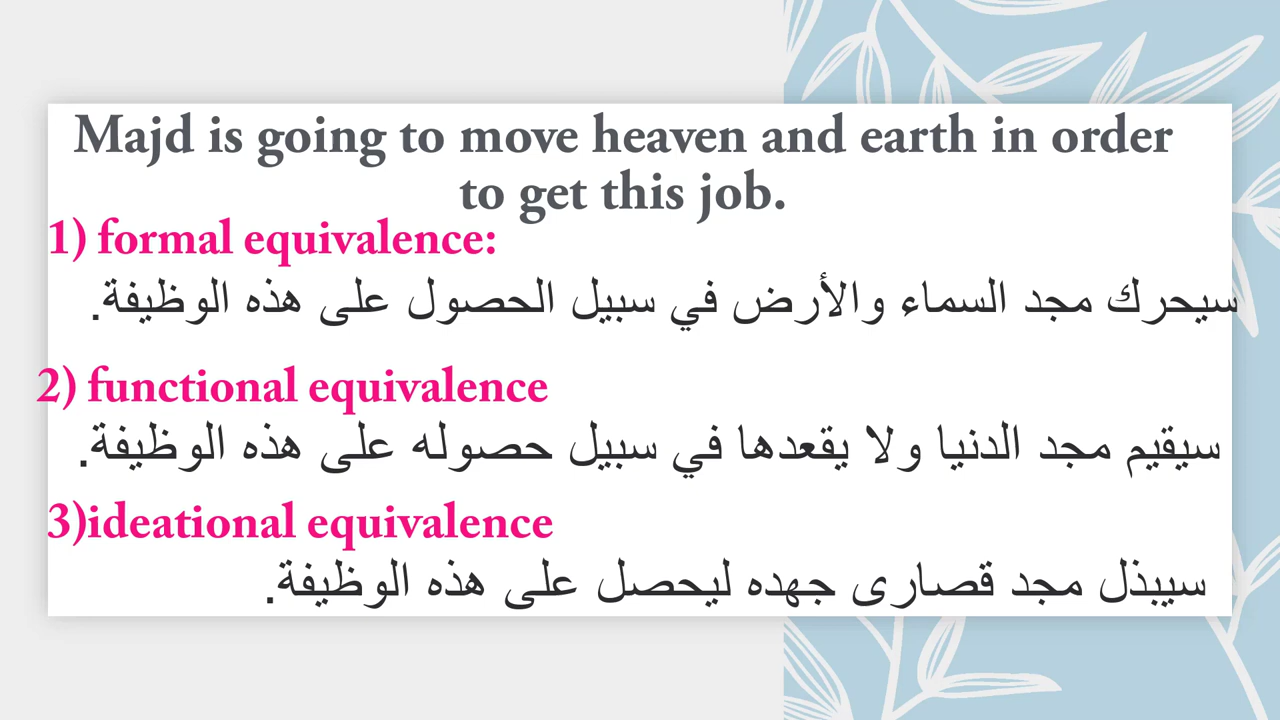 Majd is going to move heaven and earth in order
to get this job.
1) formal equivalence:
سيحرك مجد السماء والأرض في سبيل الحصول على هذه الوظيفة.
2) functional equivalence
سيقيم مجد الدنيا ولا يقعدها في سبيل حصوله على هذه الوظيفة.
3)ideational equivalence
سيبذل مجد قصارى جهده ليحصل على هذه الوظيفة.